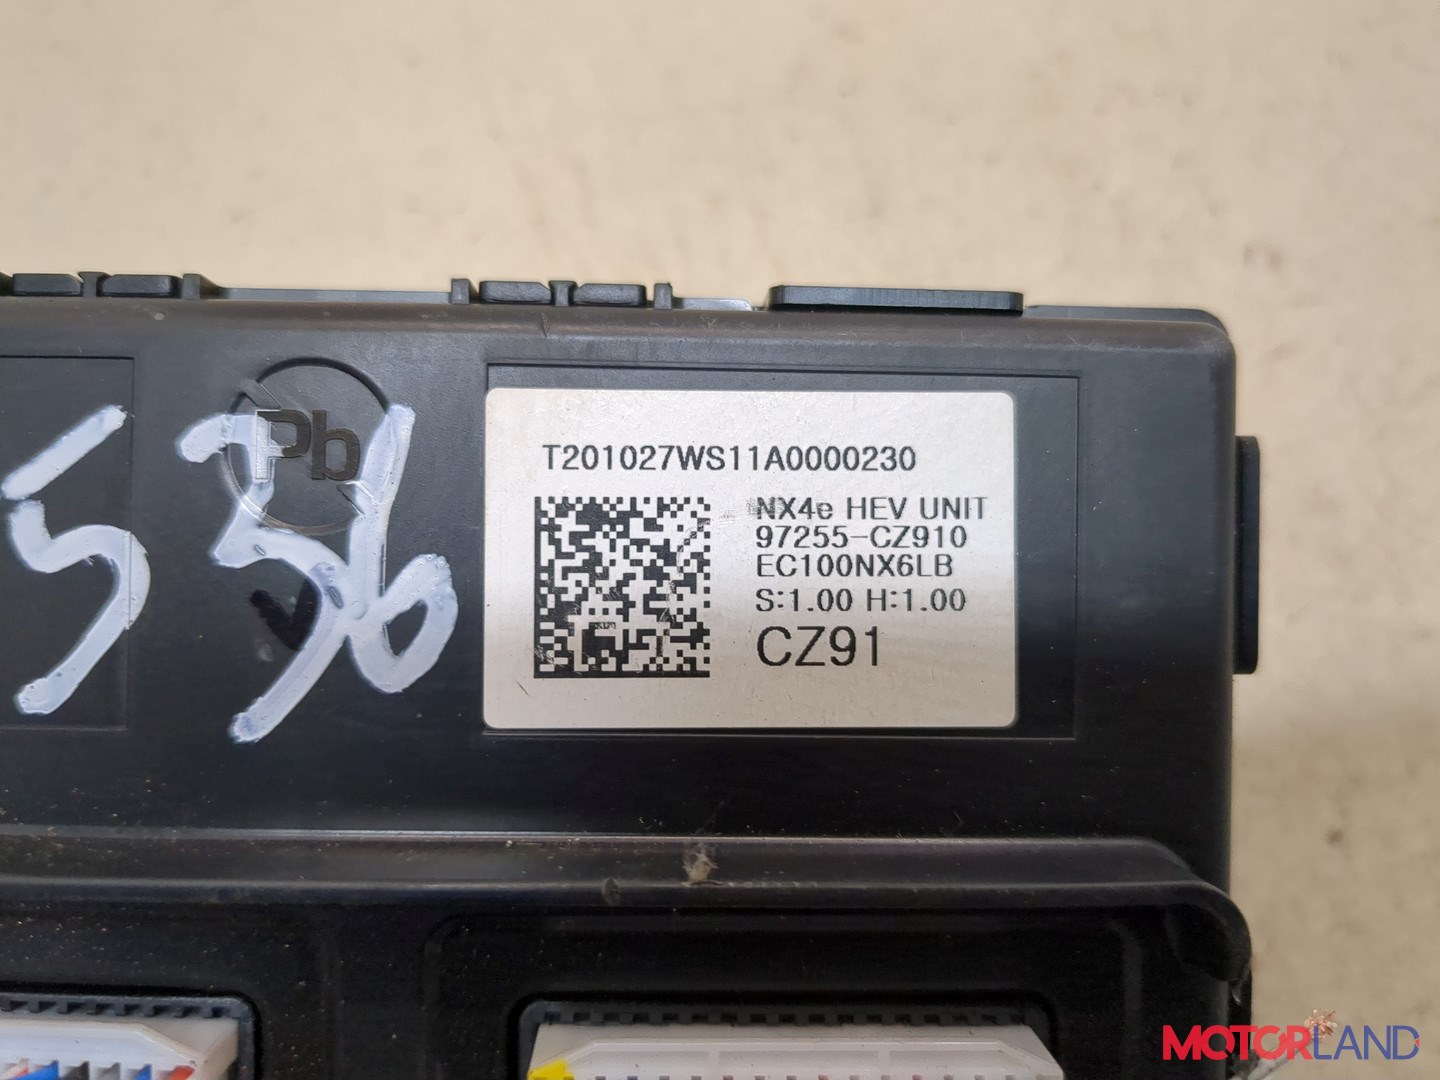 Pb
536
T201027WS11A0000230
NX4e HEV UNIT
97255-CZ910
EC100NX6LB
S:1.00 H:1.00
CZ91
MOTORLAND